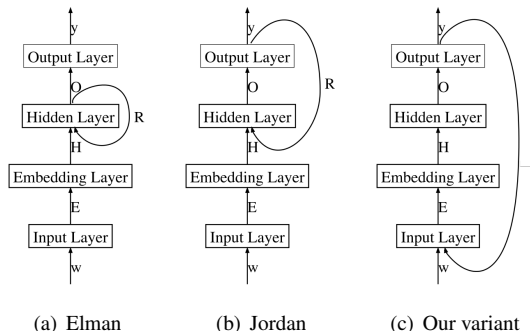 y y y
Output Layer Output Layer Output Layer
O O O
R
Hidden Layer Hidden Layer Hidden Layer
R
H H H
Embedding Layer Embedding Layer Embedding Layer
E E E
Input Layer Input Layer Input Layer
w w w
(a) Elman (b) Jordan (c) Our variant